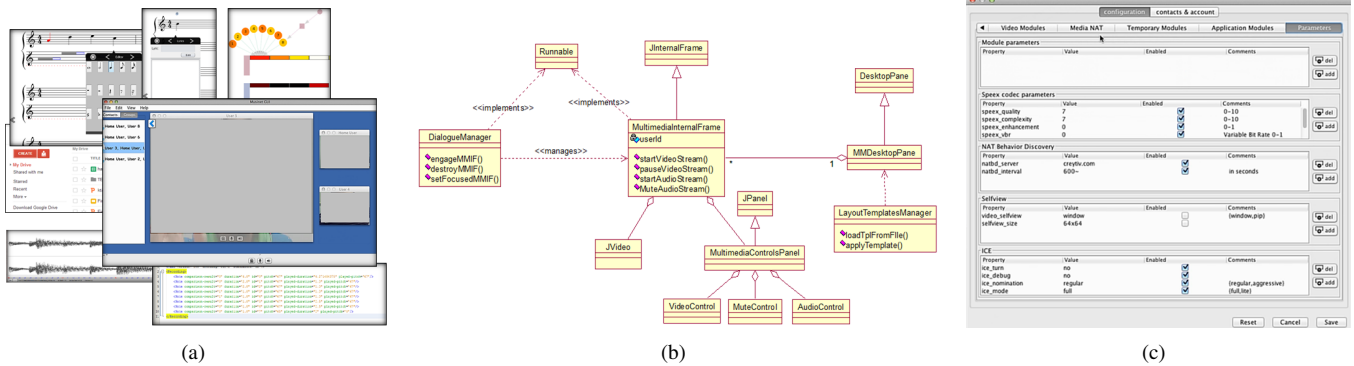 File Edit View Help
Home User, User 6
CREATE
My Drive
My Drive
Shared with me
Starred
Recent
More
Download Google Drive
TITLE
(a)
Runnable
JInternalFrame
DesktopPane
<<implements>>
<<implements>>
DialogueManager
engageMMIF()
destroyMMIF()
setFocusedMMIF()
<<manages>>
MultimediaInternalFrame
userId
startVideoStream()
pauseVideoStream()
startAudioStream()
MuteAudioStream()
*
1
MMDesktopPane
JPanel
LayoutTemplatesManager
loadTplFromFIle()
applyTemplate()
JVideo
MultimediaControlsPanel
VideoControl
MuteControl
AudioControl
(b)
configuration contacts & account
Video Modules Media NAT Temporary Modules Application Modules Parameters
Module parameters
Property Value Enabled Comments
del
add
Speex codec parameters
Property Value Enabled Comments
speex_quality 7 0~10
speex_complexity 7 0~10
speex_enhancement 0 0~1
speex_vbr 0 Variable Bit Rate 0~1
del
add
NAT Behavior Discovery
Property Value Enabled Comments
natbd_server creytiv.com
natbd_interval 600~ in seconds
del
add
Selfview
Property Value Enabled Comments
video_selfview window (window,pip)
selfview_size 64x64
del
add
ICE
Property Value Enabled Comments
ice_turn no
ice_debug no
ice_nomination regular (regular,aggressive)
ice_mode full (full,lite)
del
add
Reset Cancel Save
(c)